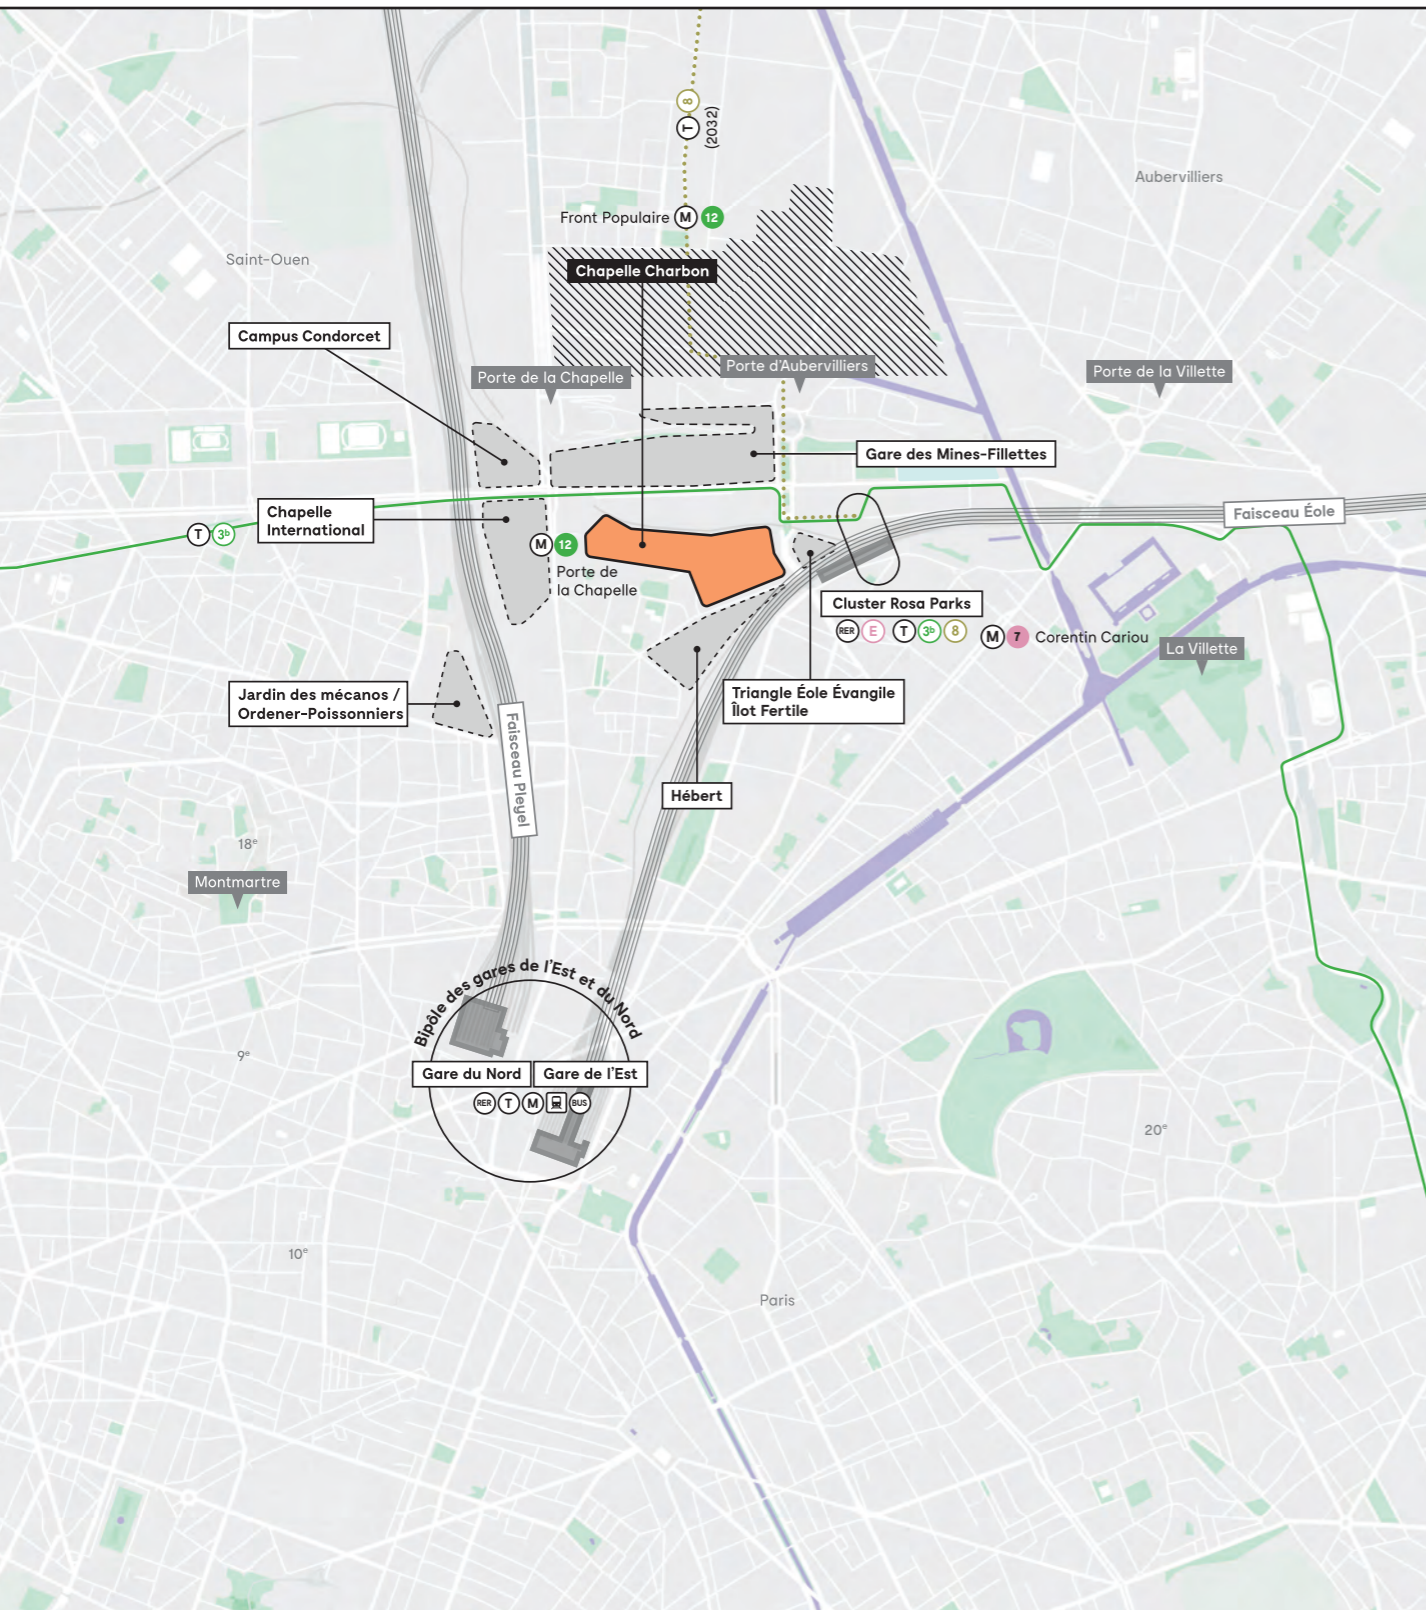 8
T
(2032)
Aubervilliers
Front Populaire M 12
Saint-Ouen
Chapelle Charbon
Campus Condorcet
Porte de la Chapelle
Porte d'Aubervilliers
Porte de la Villette
Gare des Mines-Fillettes
Chapelle
International
Faisceau Éole
T 3b
M 12
Porte de
la Chapelle
Cluster Rosa Parks
RER E T 3b 8
M 7 Corentin Cariou
La Villette
Jardin des mécanos /
Ordener-Poissonniers
Triangle Éole Évangile
Îlot Fertile
Faisceau Pleyel
Hébert
18e
Montmartre
Bipôle des gares de l'Est et du Nord
9e
Gare du Nord
Gare de l'Est
RER T M BUS
20e
10e
Paris